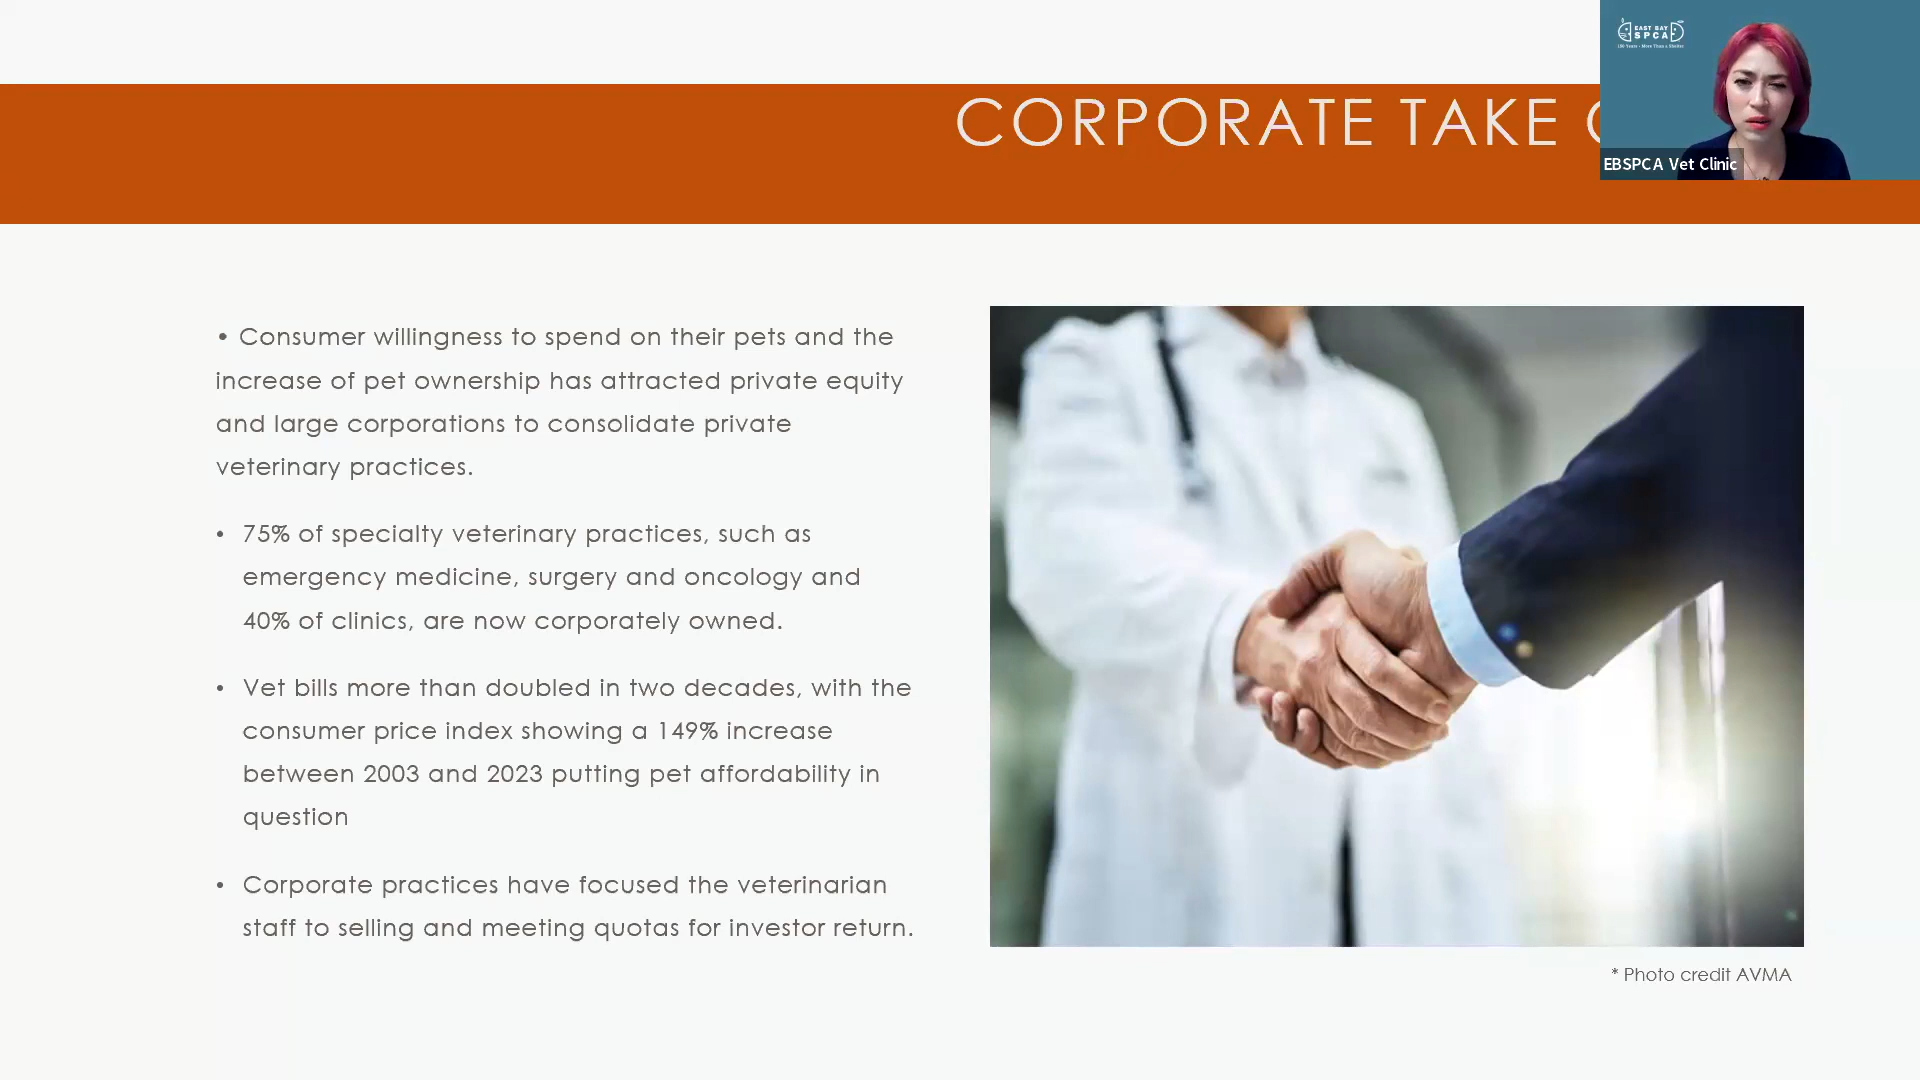 EAST BAY
SPCA
CORPORATE TAKE
EBSPCA Vet Clinic
• Consumer willingness to spend on their pets and the
increase of pet ownership has attracted private equity
and large corporations to consolidate private
veterinary practices.
• 75% of specialty veterinary practices, such as
emergency medicine, surgery and oncology and
40% of clinics, are now corporately owned.
• Vet bills more than doubled in two decades, with the
consumer price index showing a 149% increase
between 2003 and 2023 putting pet affordability in
question
• Corporate practices have focused the veterinarian
staff to selling and meeting quotas for investor return.
* Photo credit AVMA